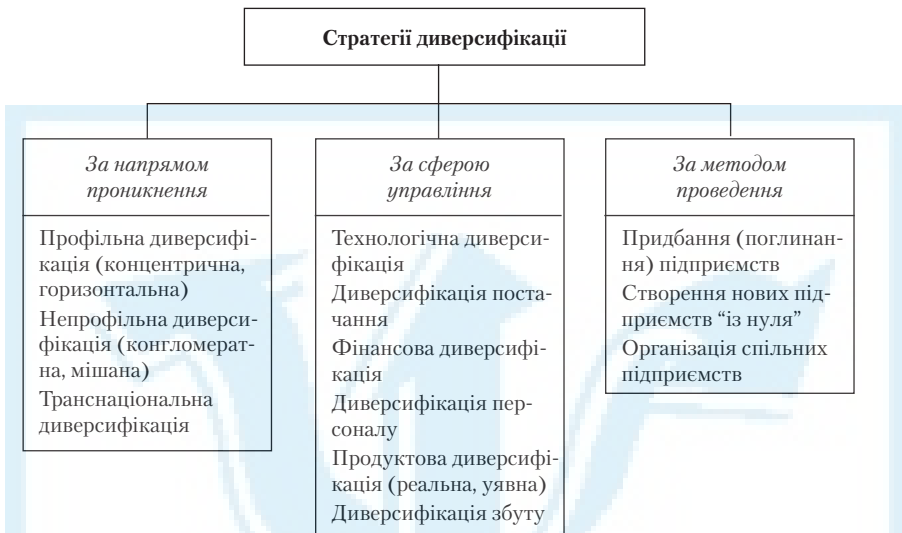 Стратегії диверсифікації
За напрямом
проникнення
Профільна диверсифі-
кація (концентрична,
горизонтальна)
Непрофільна диверси-
фікація (конгломерат-
на, мішана)
Транснаціональна
диверсифікація
За сферою
управління
Технологічна диверси-
фікація
Диверсифікація поста-
чання
Фінансова диверсифі-
кація
Диверсифікація пер-
соналу
Продуктова диверсифі-
кація (реальна, уявна)
Диверсифікація збуту
За методом
проведення
Придбання (поглинан-
ня) підприємств
Створення нових під-
приємств “із нуля”
Організація спільних
підприємств